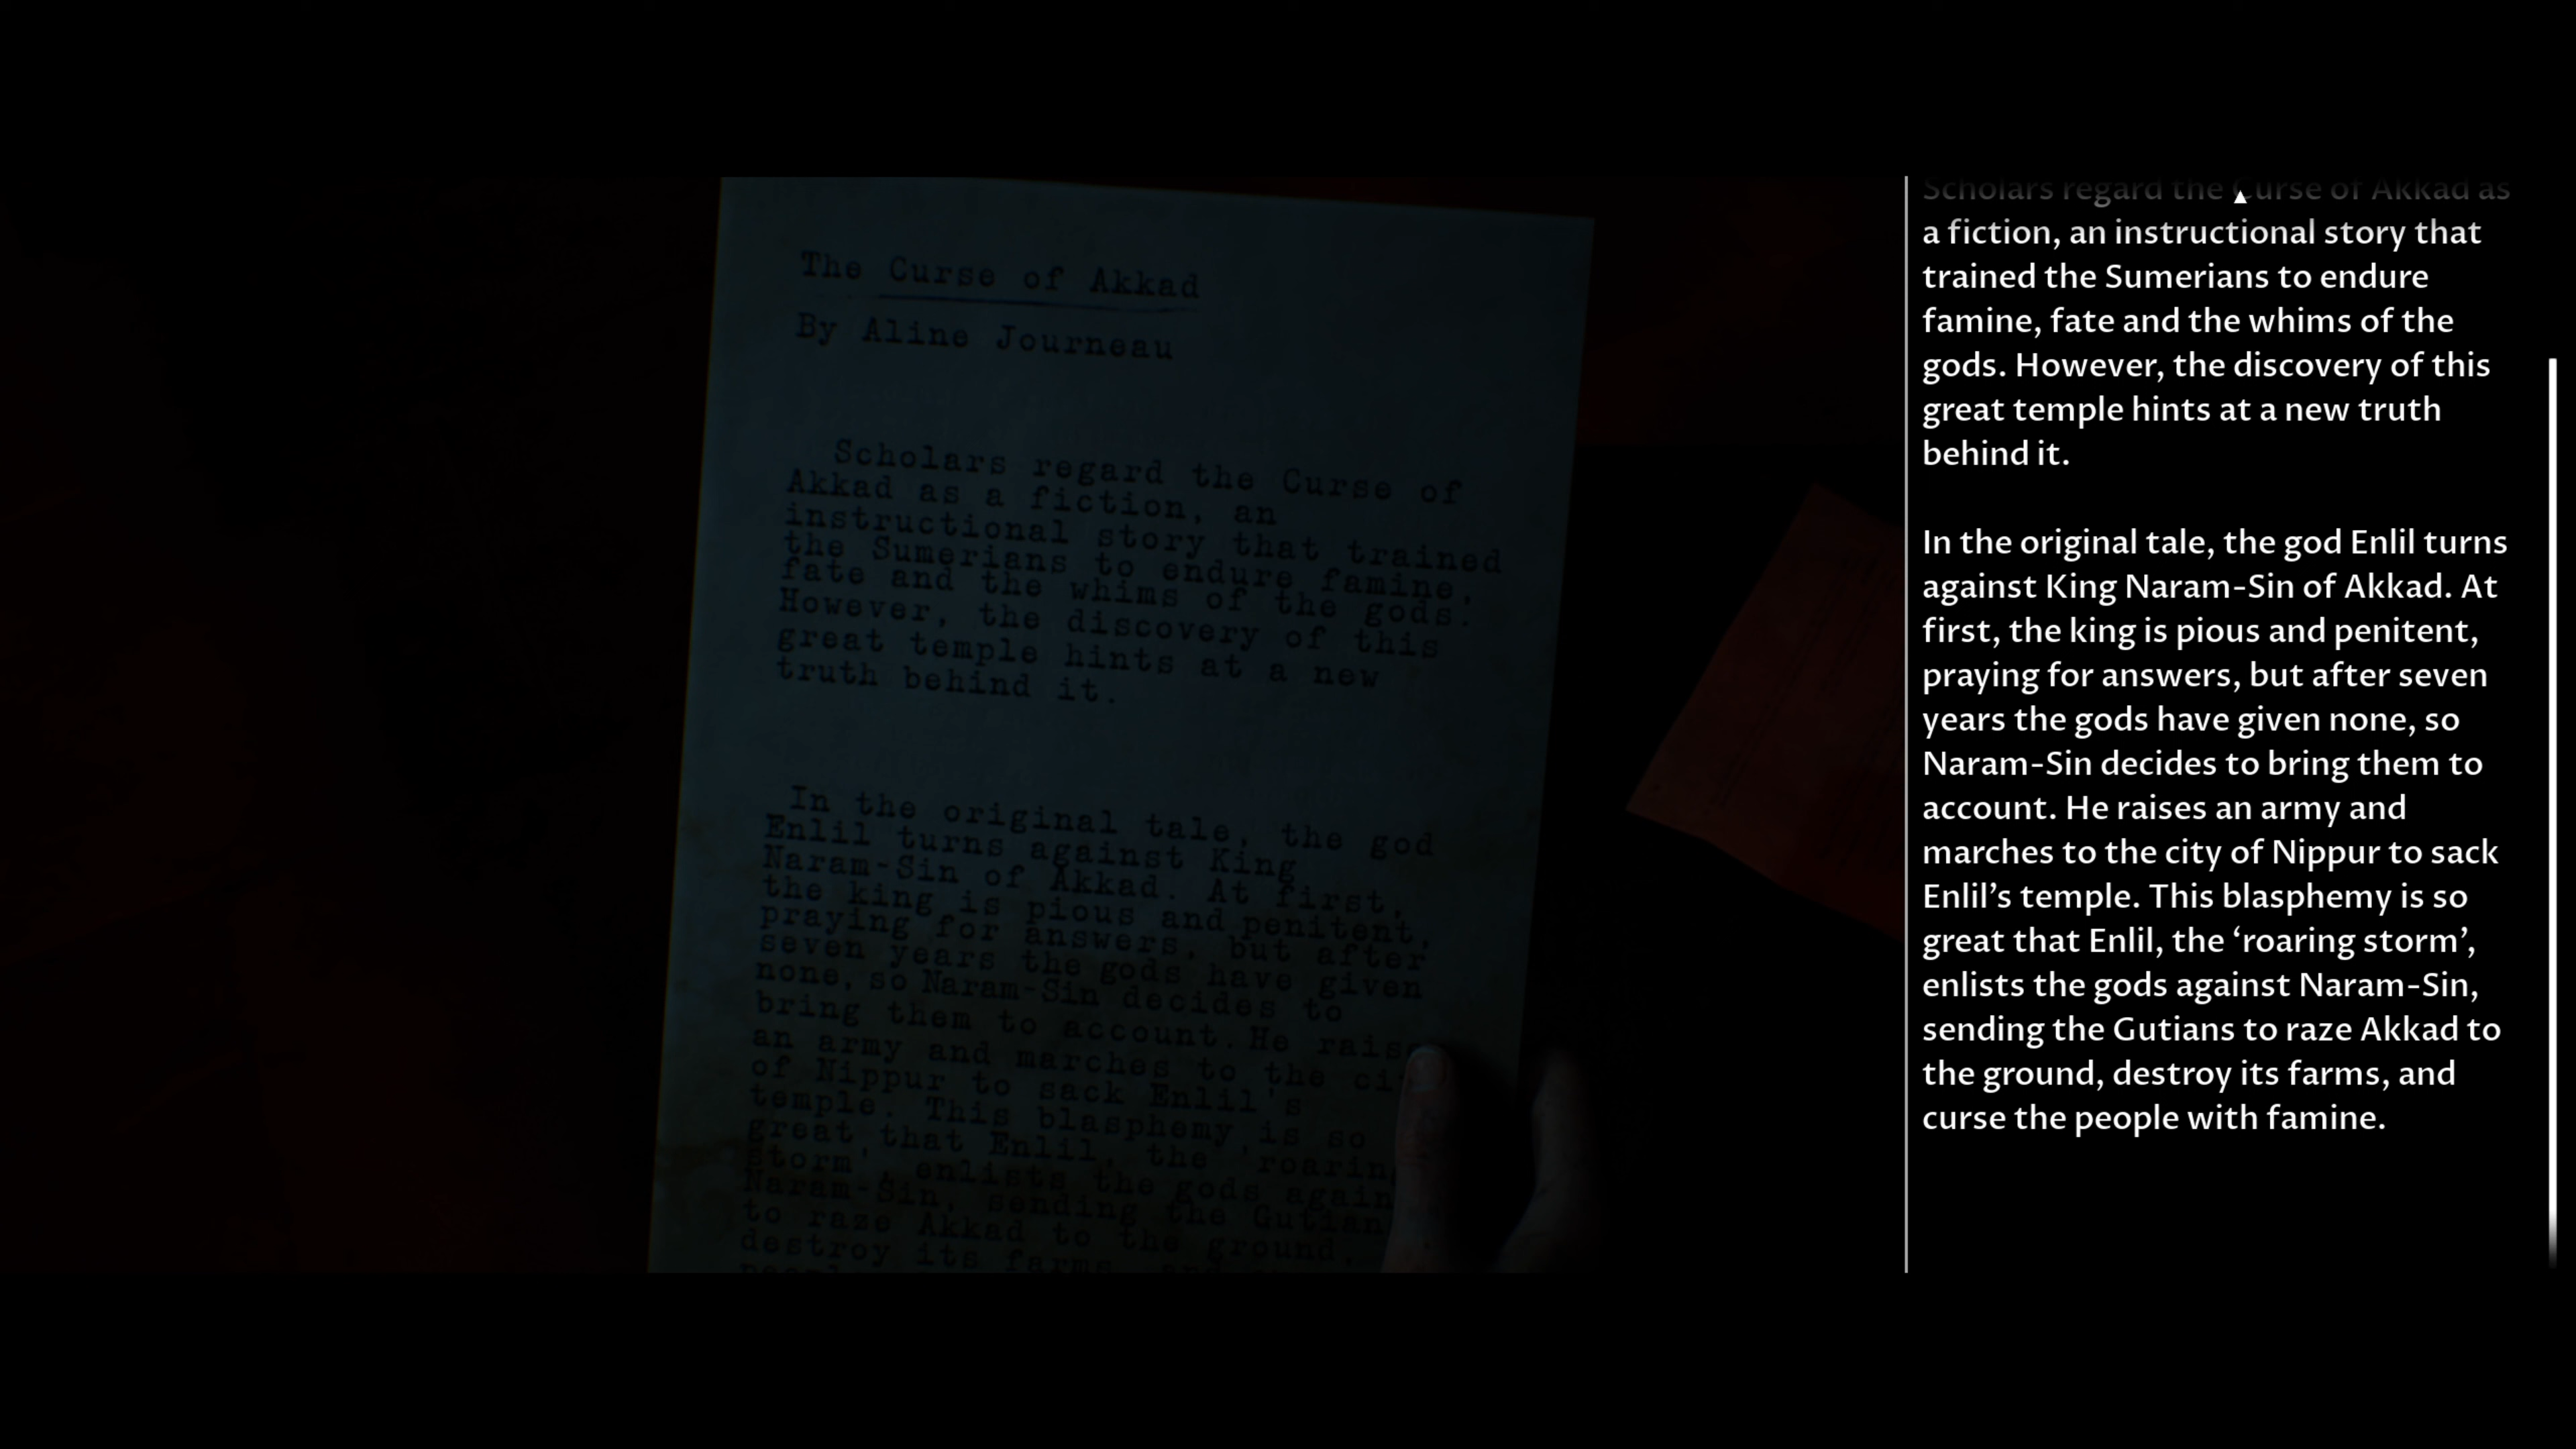 The Curse of Akkad
By Aline Journeau
Scholars regard the Curse of
Akkad as a fiction, an
instructional story that trained
the Sumerians to endure famine,
fate and the whims of the gods.
However, the discovery of this
great temple hints at a new
truth behind it.
In the original tale, the god
Enlil turns against King
Naram-Sin of Akkad. At first,
the king is pious and penitent,
praying for answers, but after
seven years the gods have given
none, so Naram-Sin decides to
bring them to account. He raise
an army and marches to the ci
of Nippur to sack Enlil's
temple. This blasphemy is so
great that Enlil, the 'roaring
storm', enlists the gods again
Naram-Sin, sending the Gutian
to raze Akkad to the ground,
destroy its farms, and
Scholars regard the Curse of Akkad as
a fiction, an instructional story that
trained the Sumerians to endure
famine, fate and the whims of the
gods. However, the discovery of this
great temple hints at a new truth
behind it.
In the original tale, the god Enlil turns
against King Naram-Sin of Akkad. At
first, the king is pious and penitent,
praying for answers, but after seven
years the gods have given none, so
Naram-Sin decides to bring them to
account. He raises an army and
marches to the city of Nippur to sack
Enlil’s temple. This blasphemy is so
great that Enlil, the ‘roaring storm’,
enlists the gods against Naram-Sin,
sending the Gutians to raze Akkad to
the ground, destroy its farms, and
curse the people with famine.